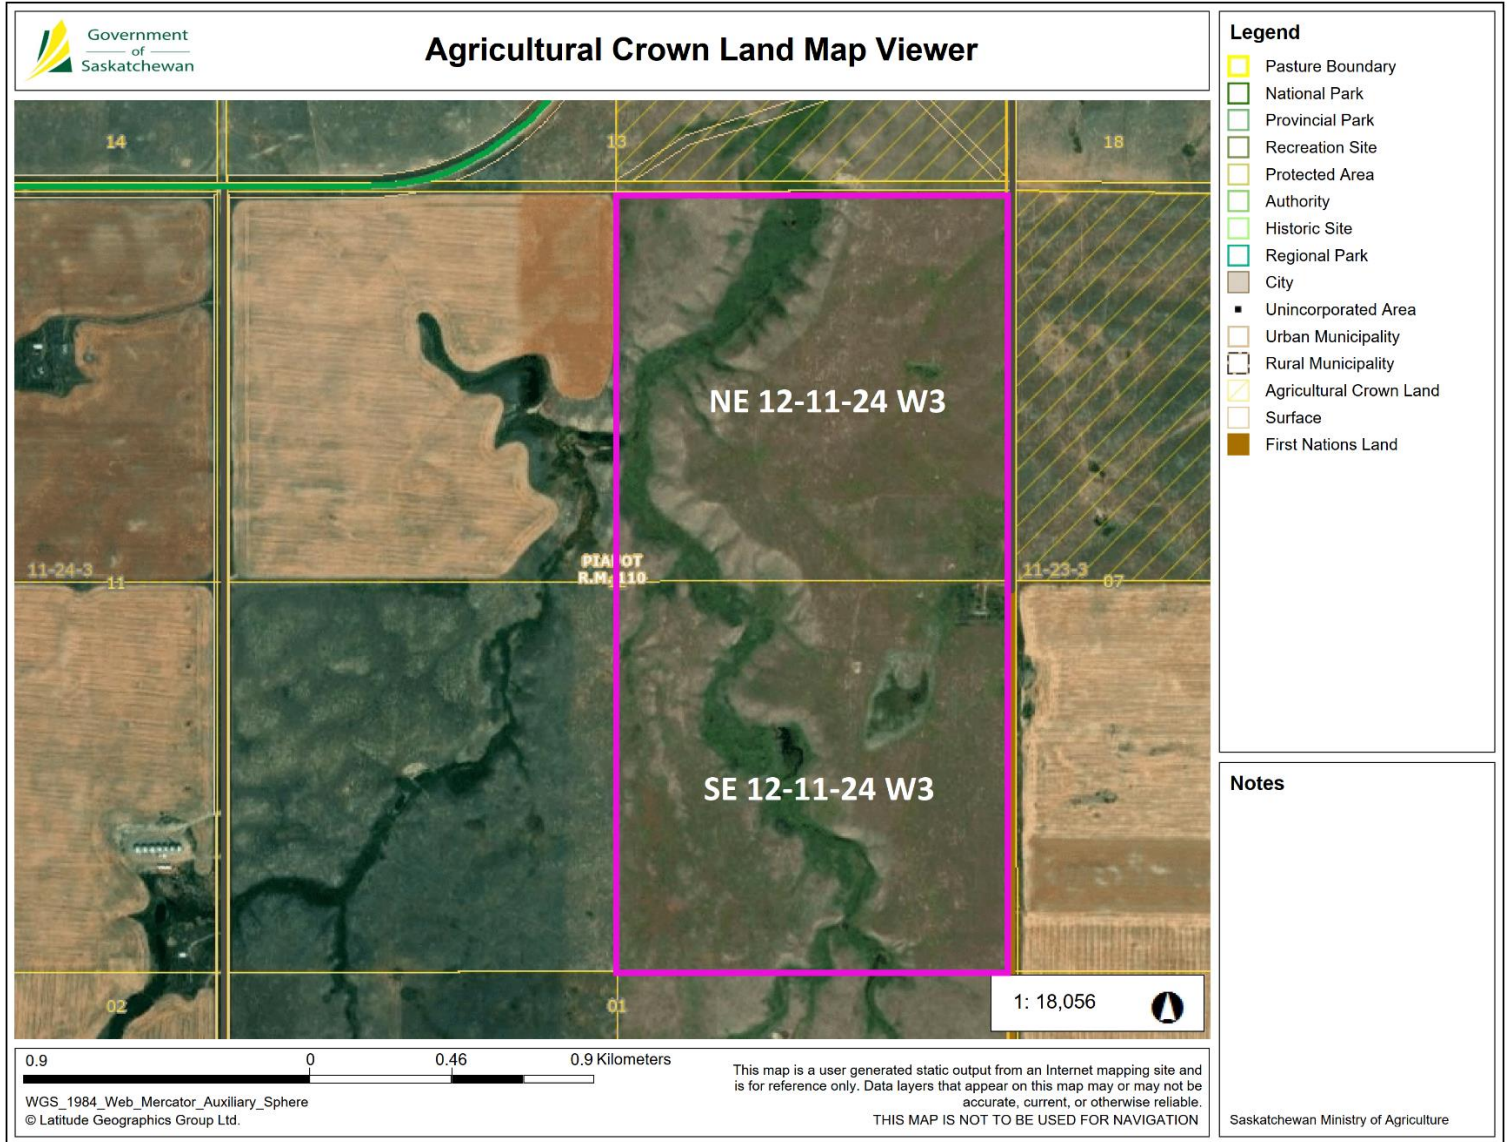 Government
of
Saskatchewan
Agricultural Crown Land Map Viewer
14
13
18
NE 12-11-24 W3
PIAPOT
R.M. 110
11-24-3
11
11-23-3
07
SE 12-11-24 W3
02
01
1: 18,056
Legend
Pasture Boundary
National Park
Provincial Park
Recreation Site
Protected Area
Authority
Historic Site
Regional Park
City
Unincorporated Area
Urban Municipality
Rural Municipality
Agricultural Crown Land
Surface
First Nations Land
Notes
Saskatchewan Ministry of Agriculture
0.9 0 0.46 0.9 Kilometers
WGS_1984_Web_Mercator_Auxiliary_Sphere
© Latitude Geographics Group Ltd.
This map is a user generated static output from an Internet mapping site and
is for reference only. Data layers that appear on this map may or may not be
accurate, current, or otherwise reliable.
THIS MAP IS NOT TO BE USED FOR NAVIGATION